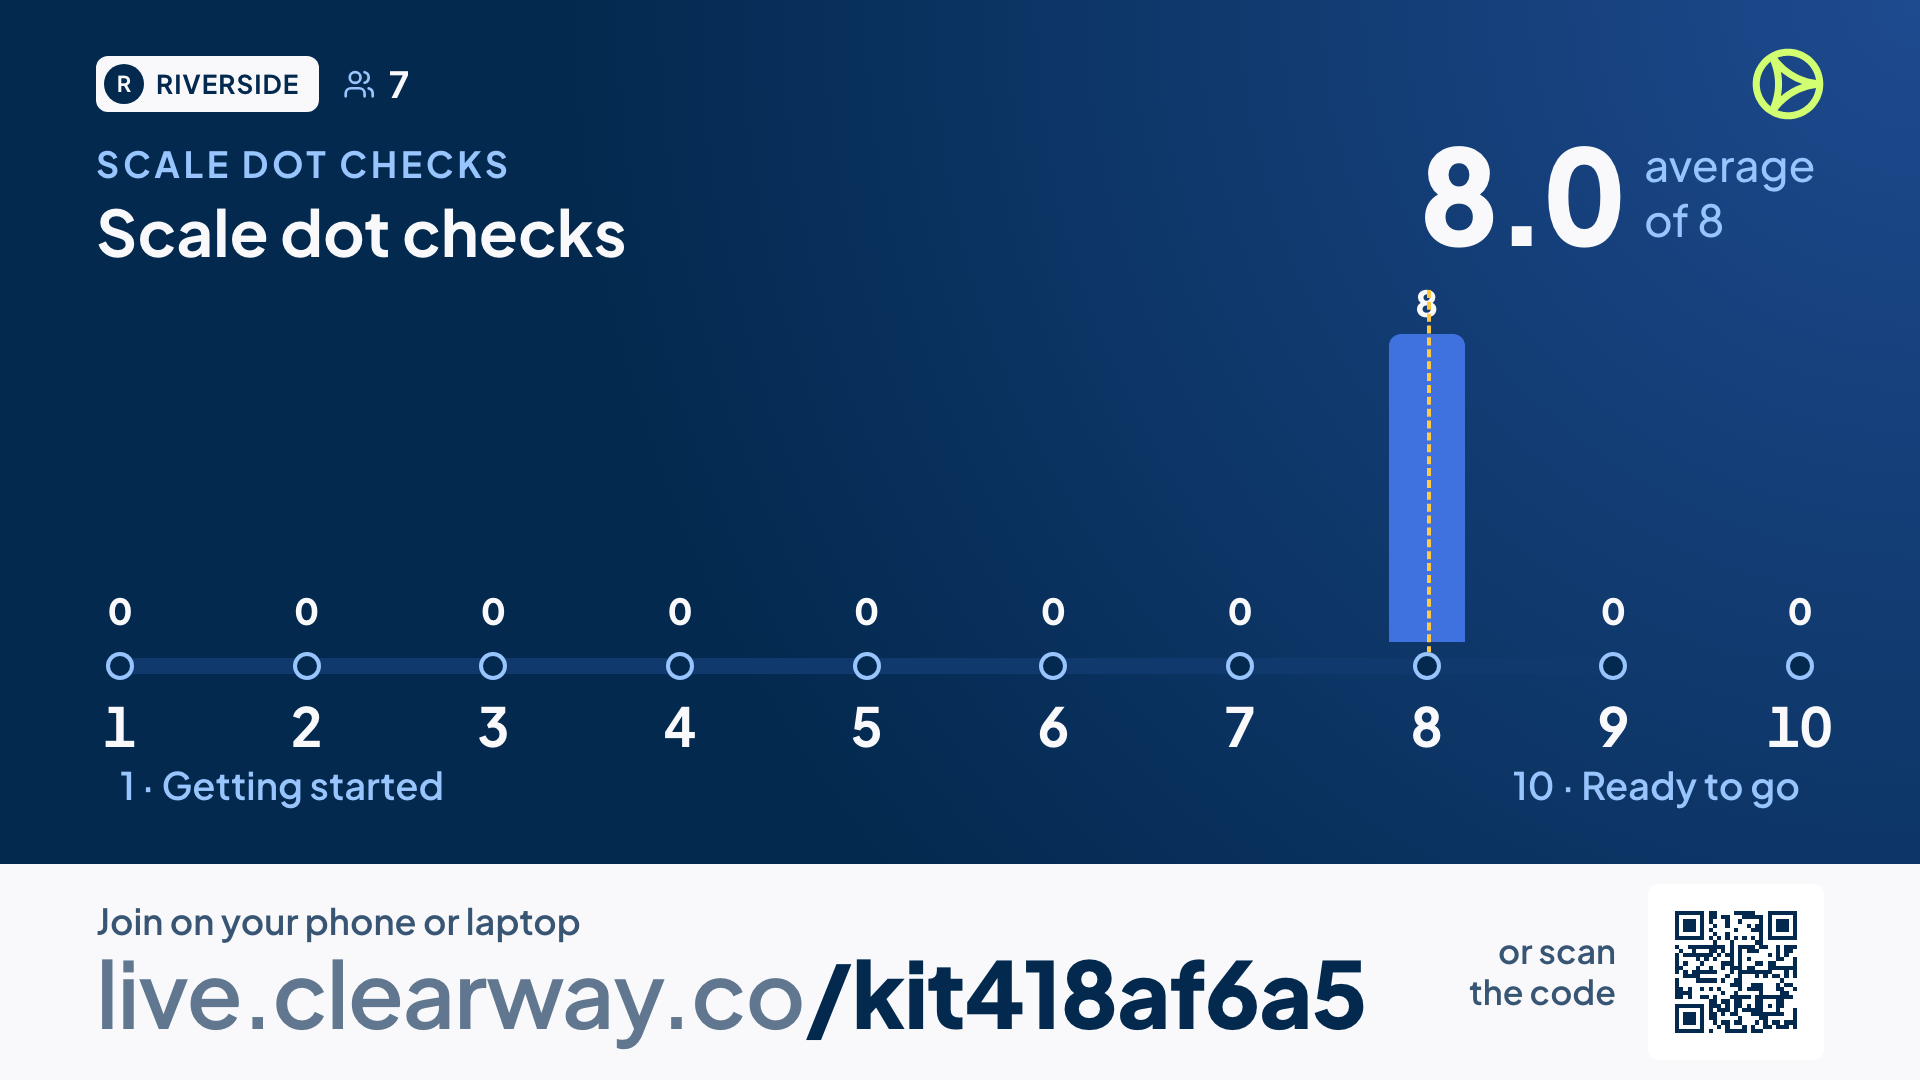 R RIVERSIDE 7
SCALE DOT CHECKS
Scale dot checks
8.0 average of 8
8
0 0 0 0 0 0 0 0 0
1 2 3 4 5 6 7 8 9 10
1 · Getting started
10 · Ready to go
Join on your phone or laptop
live.clearway.co/kit418af6a5
or scan
the code